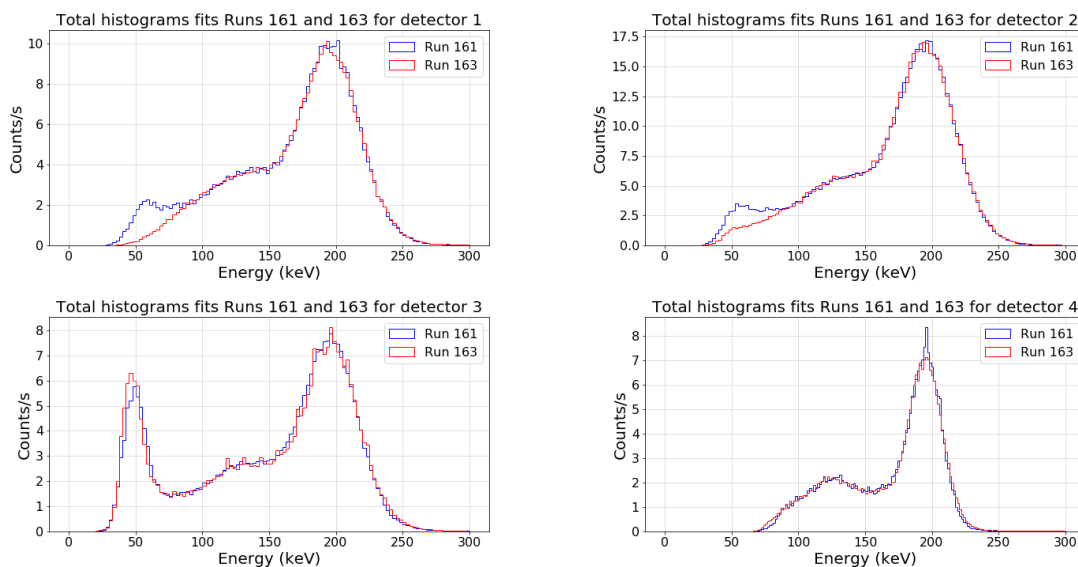 Total histograms fits Runs 161 and 163 for detector 1
10
8
6
4
2
0
Counts/s
Run 161
Run 163
0 50 100 150 200 250 300
Energy (keV)
Total histograms fits Runs 161 and 163 for detector 2
17.5
15.0
12.5
10.0
7.5
5.0
2.5
0.0
Counts/s
Run 161
Run 163
0 50 100 150 200 250 300
Energy (keV)
Total histograms fits Runs 161 and 163 for detector 3
8
7
6
5
4
3
2
1
0
Counts/s
Run 161
Run 163
0 50 100 150 200 250 300
Energy (keV)
Total histograms fits Runs 161 and 163 for detector 4
8
7
6
5
4
3
2
1
0
Counts/s
Run 161
Run 163
0 50 100 150 200 250 300
Energy (keV)